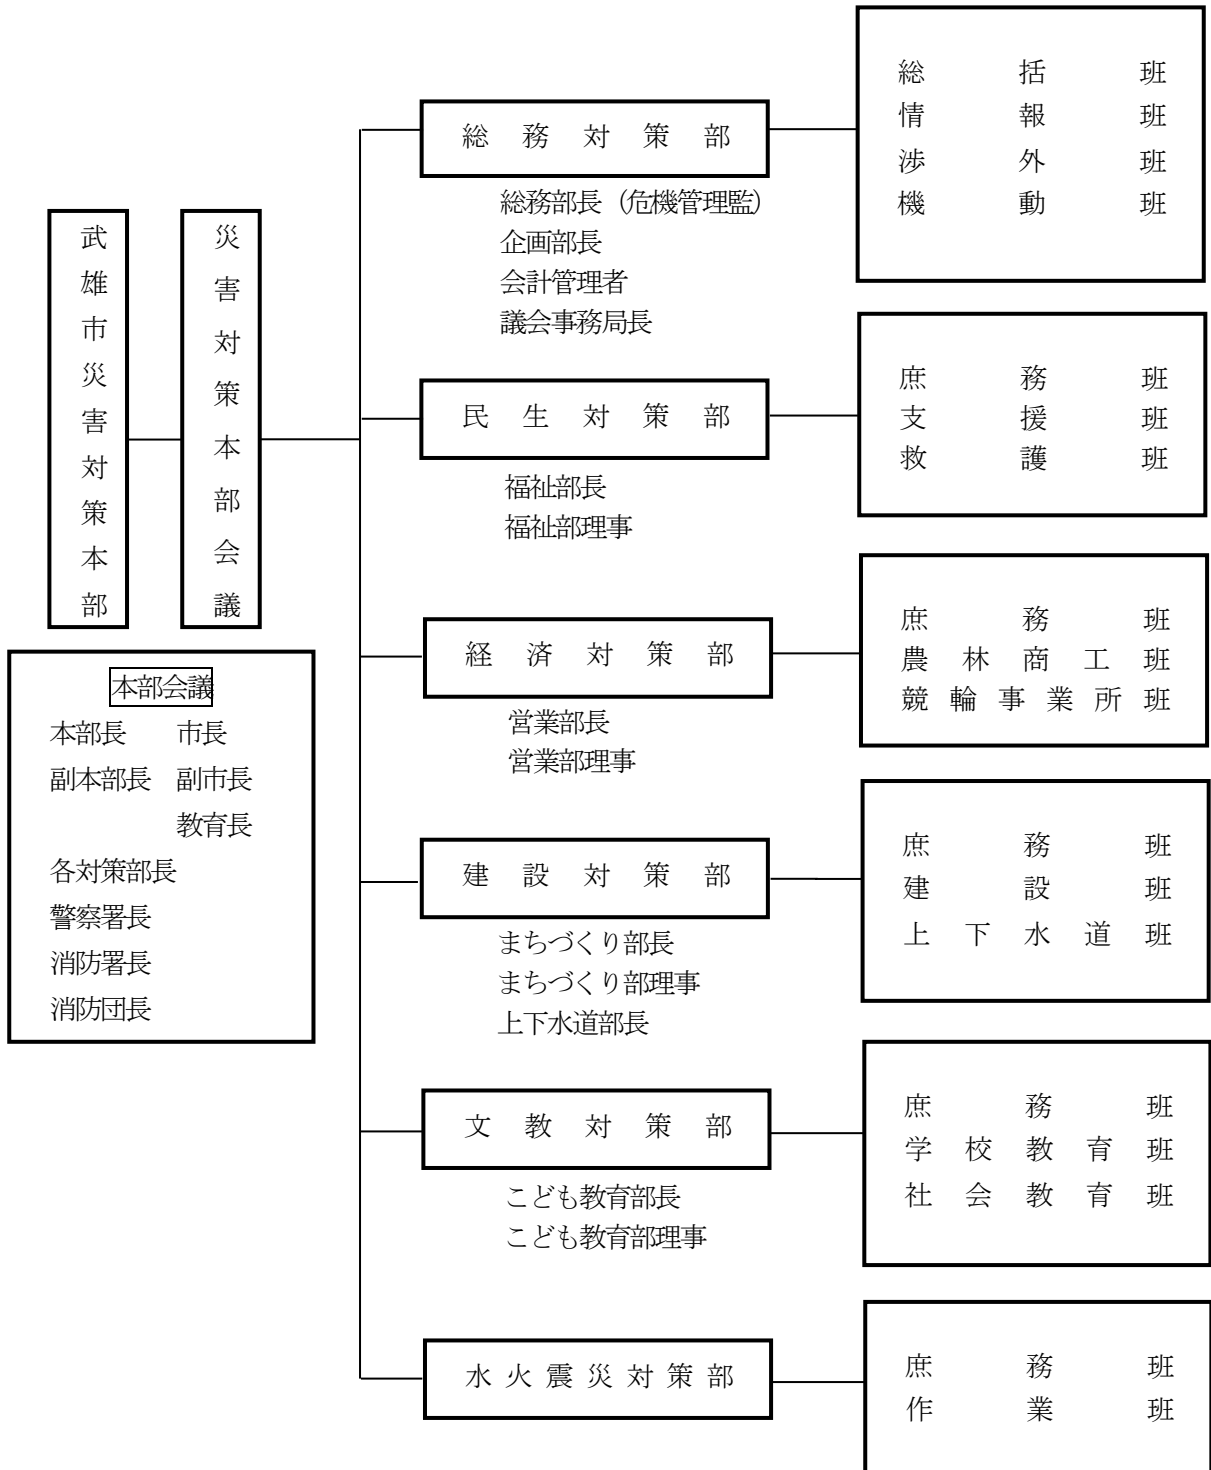 武雄市災害対策本部
災害対策本部会議
本部会議
本部長 市長
副本部長 副市長
教育長
各対策部長
警察署長
消防署長
消防団長
総務対策部
総務部長（危機管理監）
企画部長
会計管理者
議会事務局長
総括班
情報班
渉外班
機動班
民生対策部
福祉部長
福祉部理事
庶務班
支援班
救護班
経済対策部
営業部長
営業部理事
庶務班
農林商工班
競輪事業所班
建設対策部
まちづくり部長
まちづくり部理事
上下水道部長
庶務班
建設班
上下水道班
文教対策部
こども教育部長
こども教育部理事
庶務班
学校教育班
社会教育班
水火震災対策部
庶務班
作業班